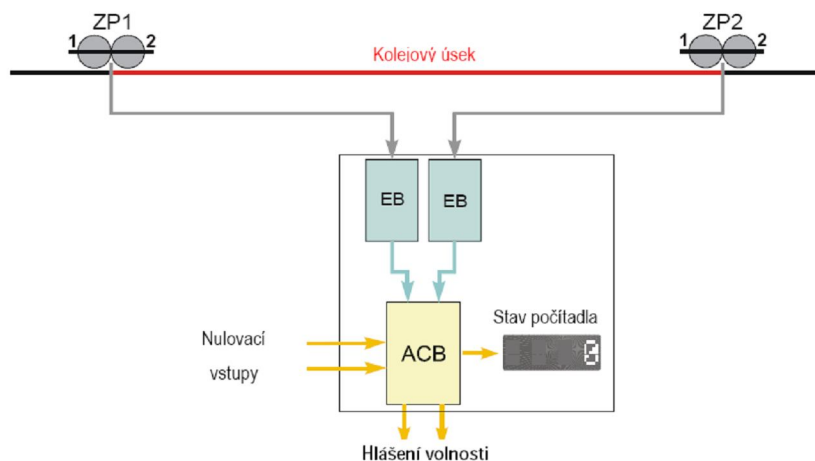 ZP1
ZP2
1 2
1 2
Kolejový úsek
EB
EB
Stav počítadla
Nulovací
vstupy
ACB
0
Hlášení volnosti